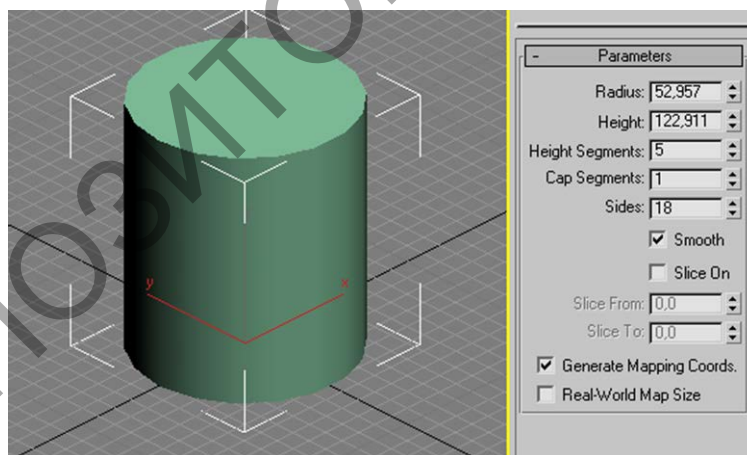 - Parameters
Radius: 52,957
Height: 122,911
Height Segments: 5
Cap Segments: 1
Sides: 18
Smooth
Slice On
Slice From: 0,0
Slice To: 0,0
Generate Mapping Coords.
Real-World Map Size
y
x